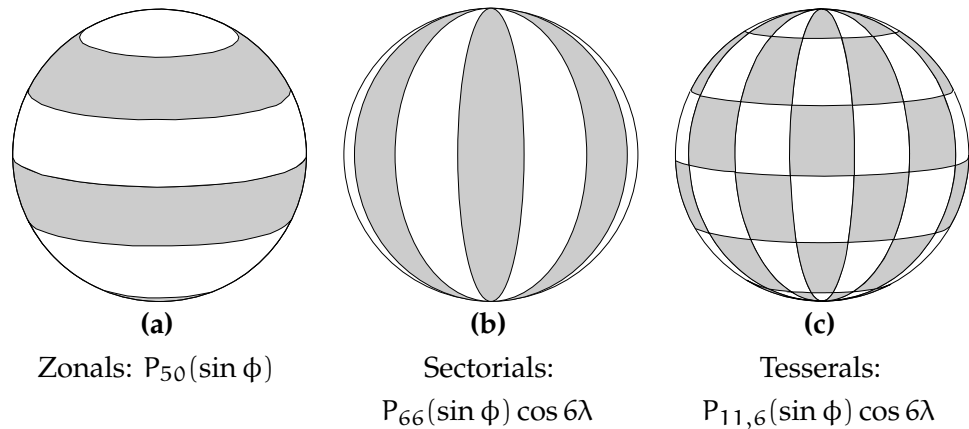 (a) (b) (c)
Zonals: P₅₀(sin ϕ) Sectorials: Tesserals:
P₆₆(sin ϕ) cos 6λ P₁₁,₆(sin ϕ) cos 6λ